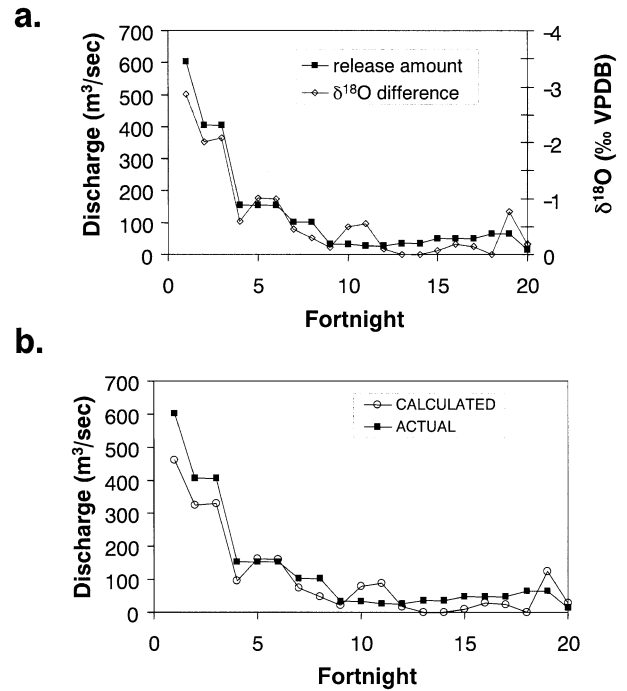 a.
700
600
500
400
300
200
100
0
Discharge (m³/sec)
release amount
δ¹⁸O difference
–4
–3
–2
–1
0
δ¹⁸O (‰ VPDB)
0 5 10 15 20
Fortnight
b.
700
600
500
400
300
200
100
0
Discharge (m³/sec)
CALCULATED
ACTUAL
0 5 10 15 20
Fortnight